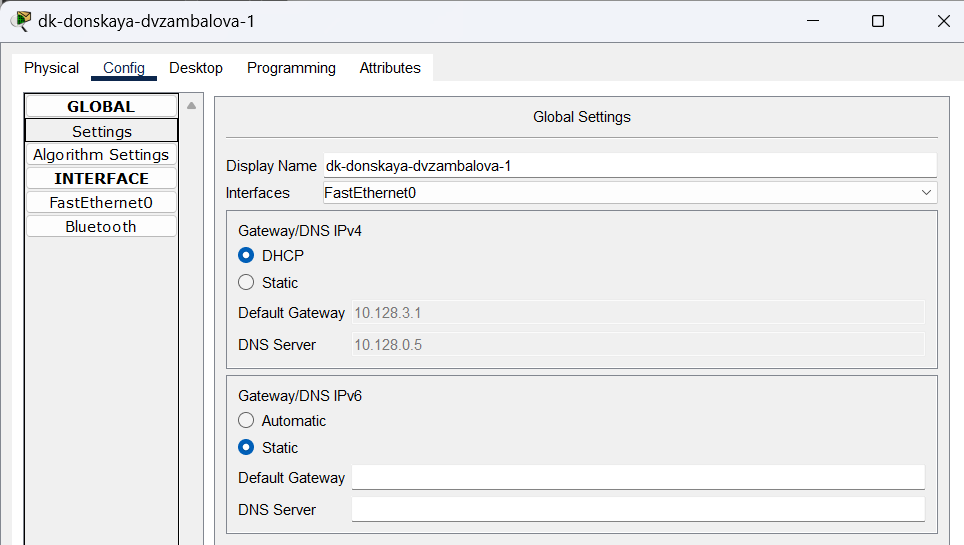 dk-donskaya-dvzambalova-1
Physical Config Desktop Programming Attributes
GLOBAL
Settings
Algorithm Settings
INTERFACE
FastEthernet0
Bluetooth
Global Settings
Display Name dk-donskaya-dvzambalova-1
Interfaces FastEthernet0
Gateway/DNS IPv4
DHCP
Static
Default Gateway 10.128.3.1
DNS Server 10.128.0.5
Gateway/DNS IPv6
Automatic
Static
Default Gateway
DNS Server